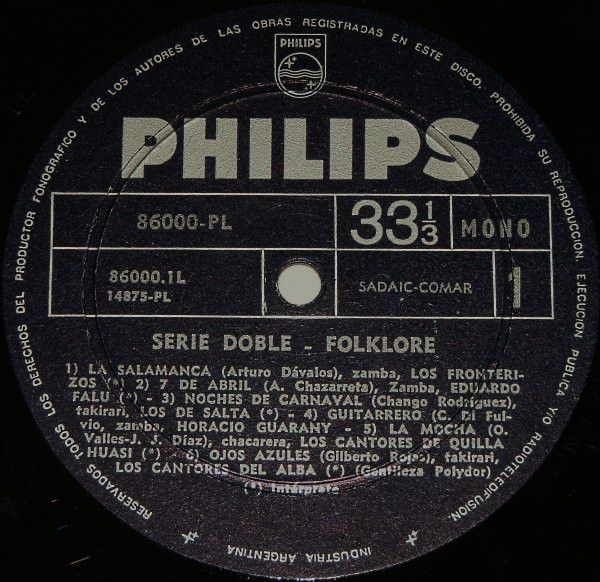 RESERVADOS TODOS LOS DERECHOS DEL PRODUCTOR FONOGRAFICO Y DE LOS AUTORES DE LAS OBRAS REGISTRADAS EN ESTE DISCO. PROHIBIDA SU REPRODUCCION. EJECUCION PUBLICA Y/O RADIOTELEDIFUSION
PHILIPS
PHILIPS
86000-PL
33 1/3
MONO
86000.1L
14875-PL
SADAIC-COMAR
1
SERIE DOBLE - FOLKLORE
1) LA SALAMANCA (Arturo Dávalos), zamba, LOS FRONTERI-
ZOS (*) 2) 7 DE ABRIL (A. Chazarreta), Zamba, EDUARDO
FALU (*) - 3) NOCHES DE CARNAVAL (Chango Rodríguez),
takirari, LOS DE SALTA (*) - 4) GUITARRERO (C. Di Ful-
vio, zamba, HORACIO GUARANY - 5) LA MOCHA (O.
Valles-J. J. Díaz), chacarera, LOS CANTORES DE QUILLA
HUASI (*) - 6) OJOS AZULES (Gilberto Rojas), takirari,
LOS CANTORES DEL ALBA (*) (Gentileza Polydor)
(*) Intérprete
INDUSTRIA ARGENTINA